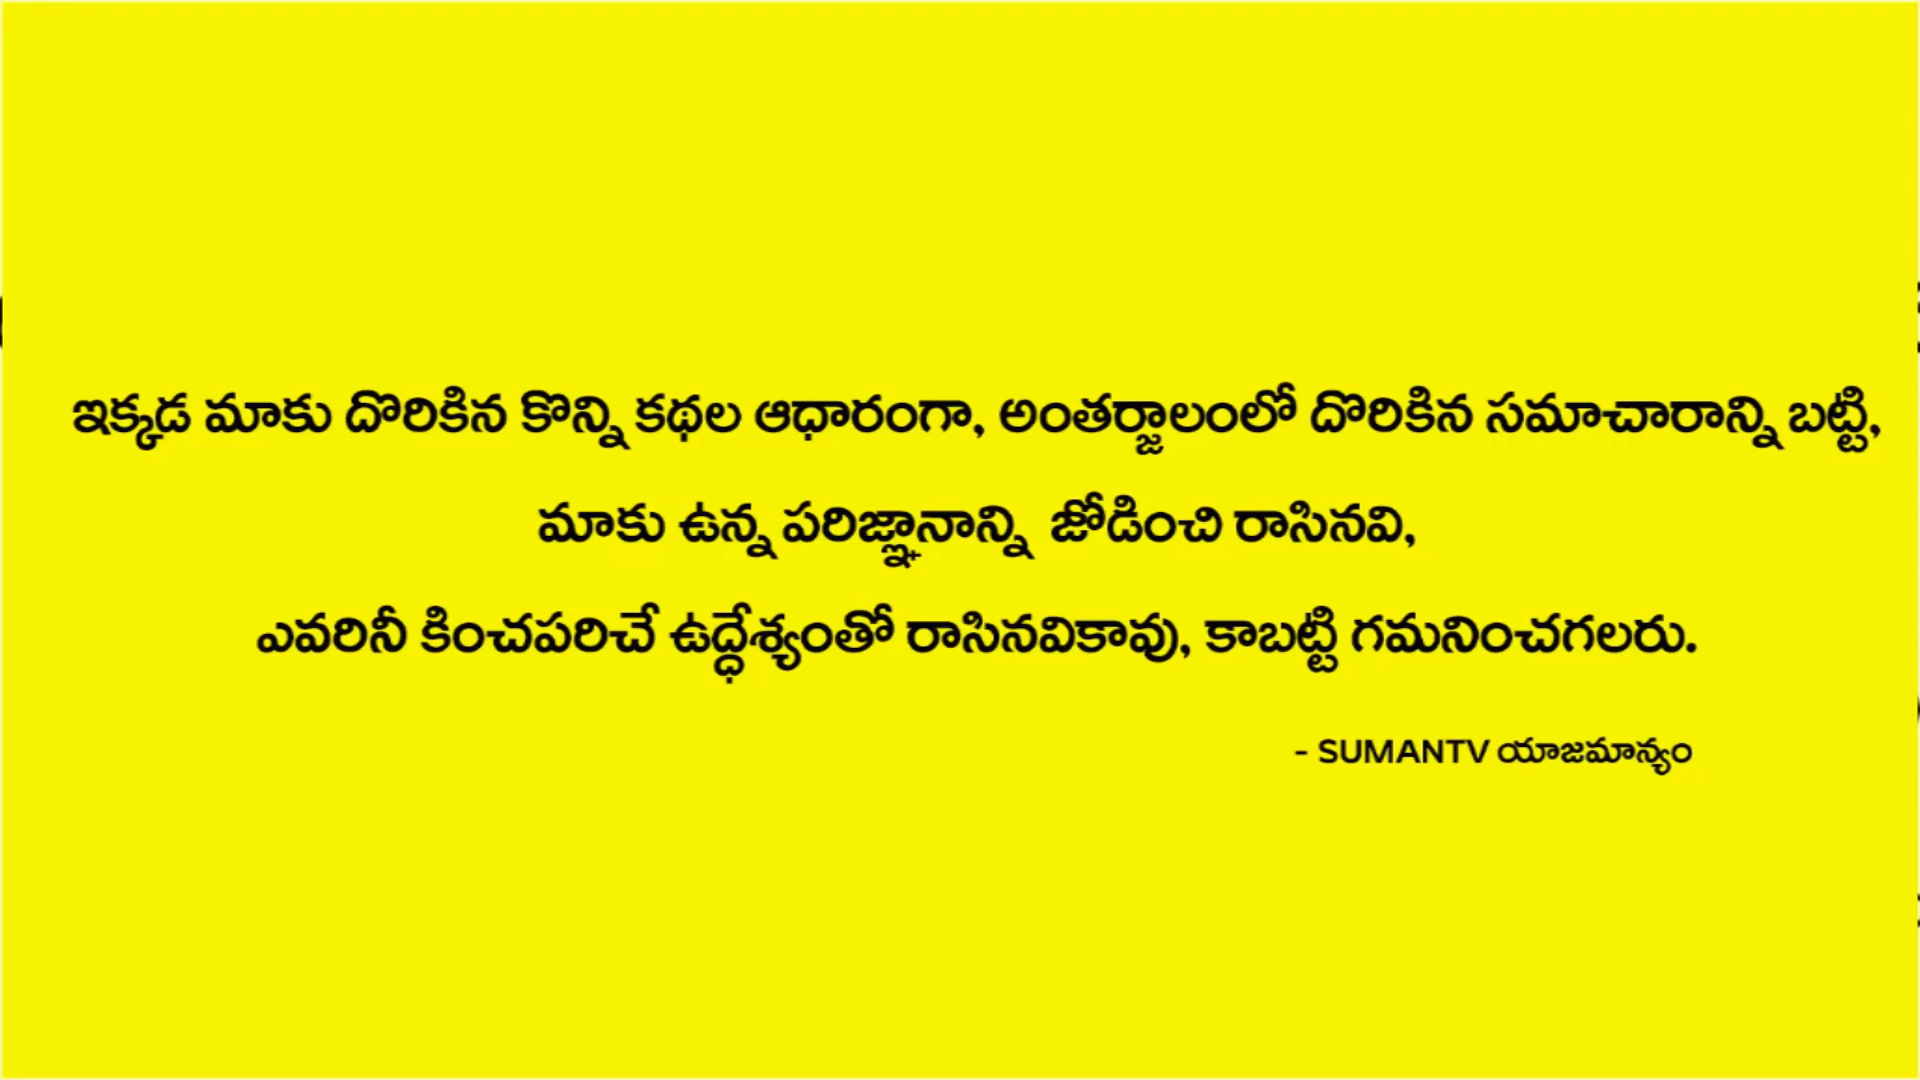 ఇక్కడ మాకు దొరికిన కొన్ని కథల ఆధారంగా, అంతర్జాలంలో దొరికిన సమాచారాన్ని బట్టి,
మాకు ఉన్న పరిజ్ఞానాన్ని జోడించి రాసినవి,
ఎవరినీ కించపరిచే ఉద్ధేశ్యంతో రాసినవికావు, కాబట్టి గమనించగలరు.
- SUMANTV యాజమాన్యం